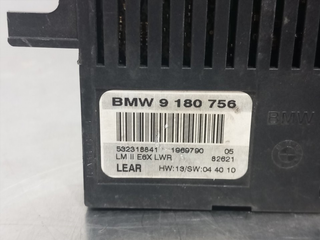 BMW 9 180 756
532318841 1969790 05
LM II E6X LWR 82621
LEAR HW:13/SW:04 40 10
BMW